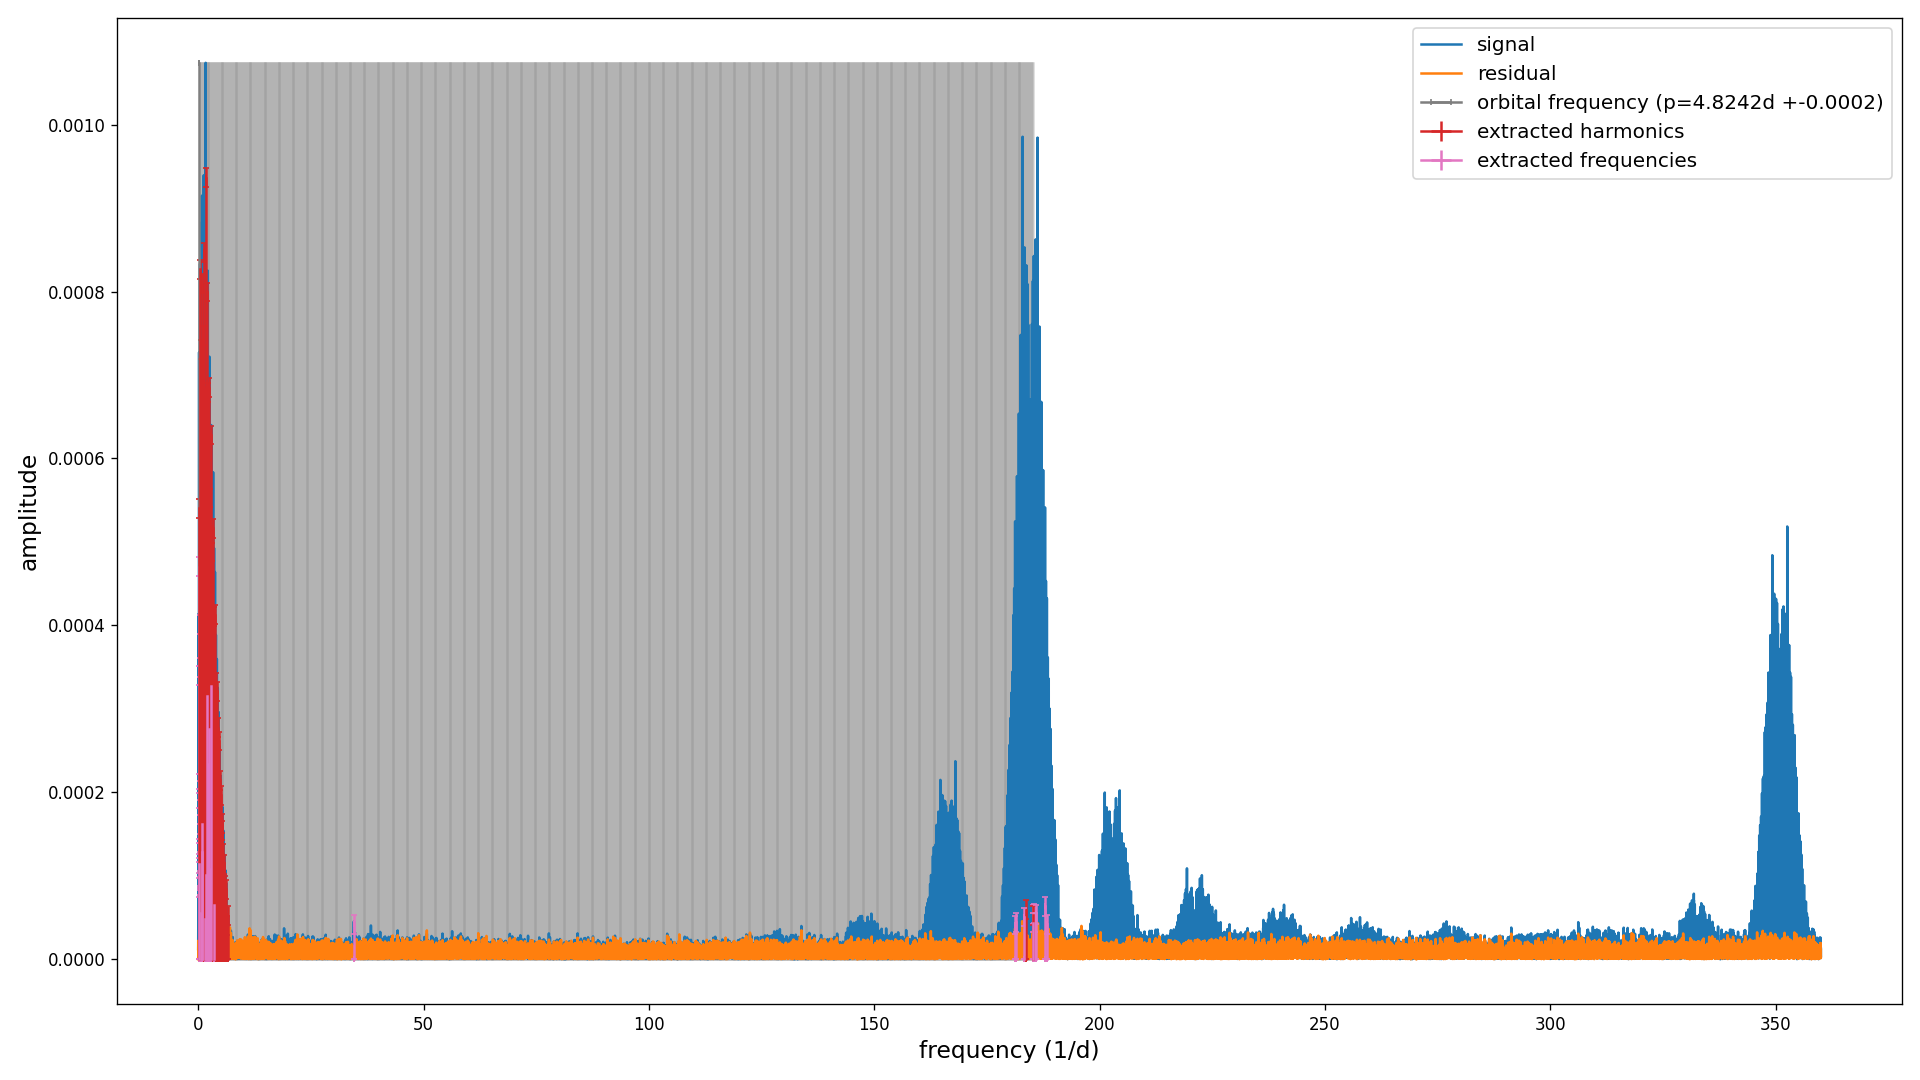 signal
residual
orbital frequency (p=4.8242d +-0.0002)
extracted harmonics
extracted frequencies
amplitude
0.0010
0.0008
0.0006
0.0004
0.0002
0.0000
0 50 100 150 200 250 300 350
frequency (1/d)